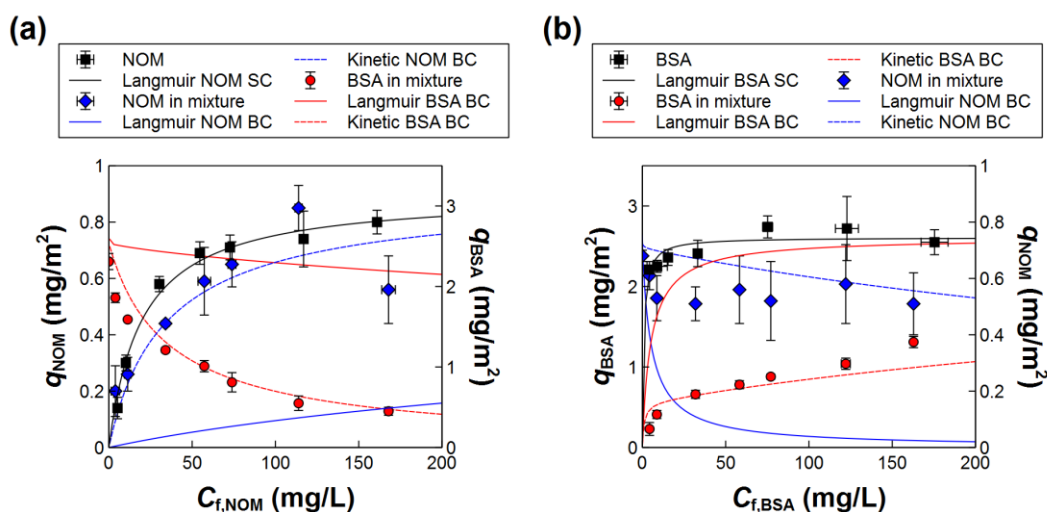 (a)
NOM
Langmuir NOM SC
NOM in mixture
Langmuir NOM BC
Kinetic NOM BC
BSA in mixture
Langmuir BSA BC
Kinetic BSA BC
1
0.8
0.6
0.4
0.2
0
qNOM (mg/m²)
3
2
1
0
qBSA (mg/m²)
0 50 100 150 200
Cf,NOM (mg/L)
(b)
BSA
Langmuir BSA SC
BSA in mixture
Langmuir BSA BC
Kinetic BSA BC
NOM in mixture
Langmuir NOM BC
Kinetic NOM BC
3
2
1
0
qBSA (mg/m²)
1
0.8
0.6
0.4
0.2
0
qNOM (mg/m²)
0 50 100 150 200
Cf,BSA (mg/L)